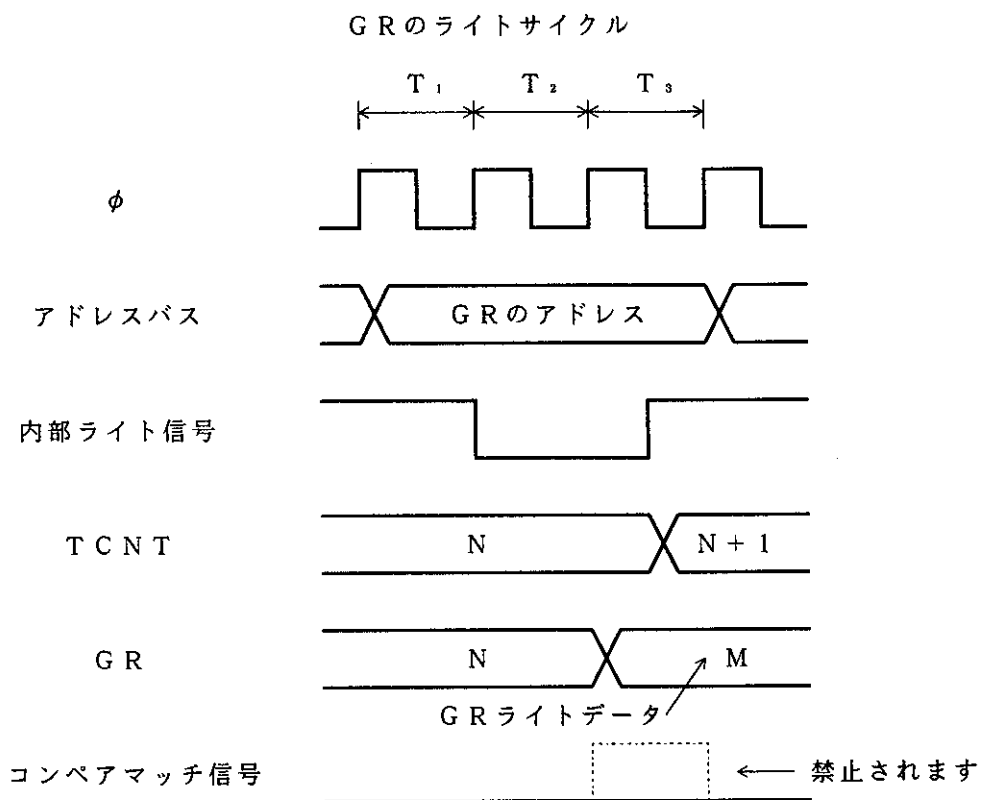 GRのライトサイクル
T₁ T₂ T₃
φ
アドレスバス GRのアドレス
内部ライト信号
TCNT N N+1
GR N M
GRライトデータ
コンペアマッチ信号 禁止されます